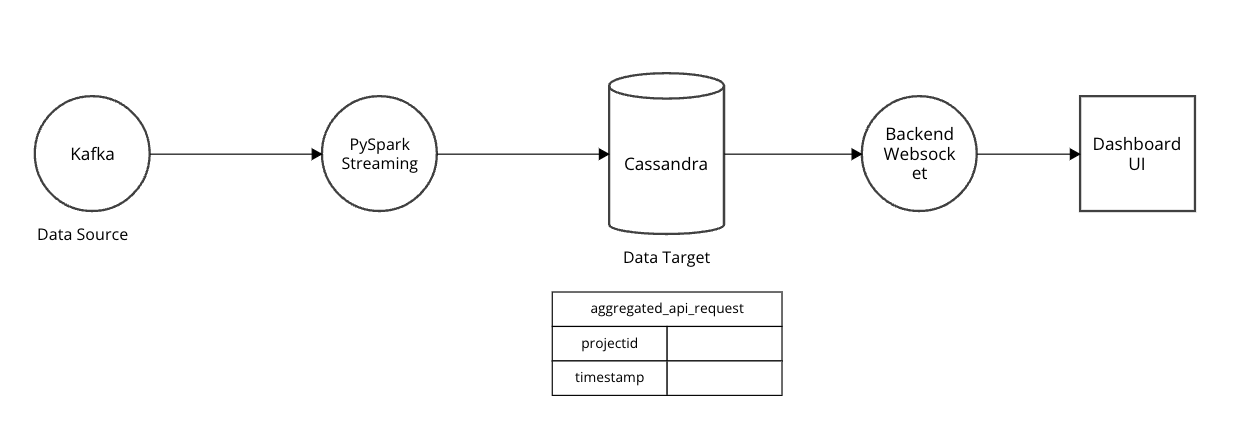 Kafka
PySpark
Streaming
Cassandra
Backend
Websock
et
Dashboard
UI
Data Source
Data Target
aggregated_api_request
projectid
timestamp